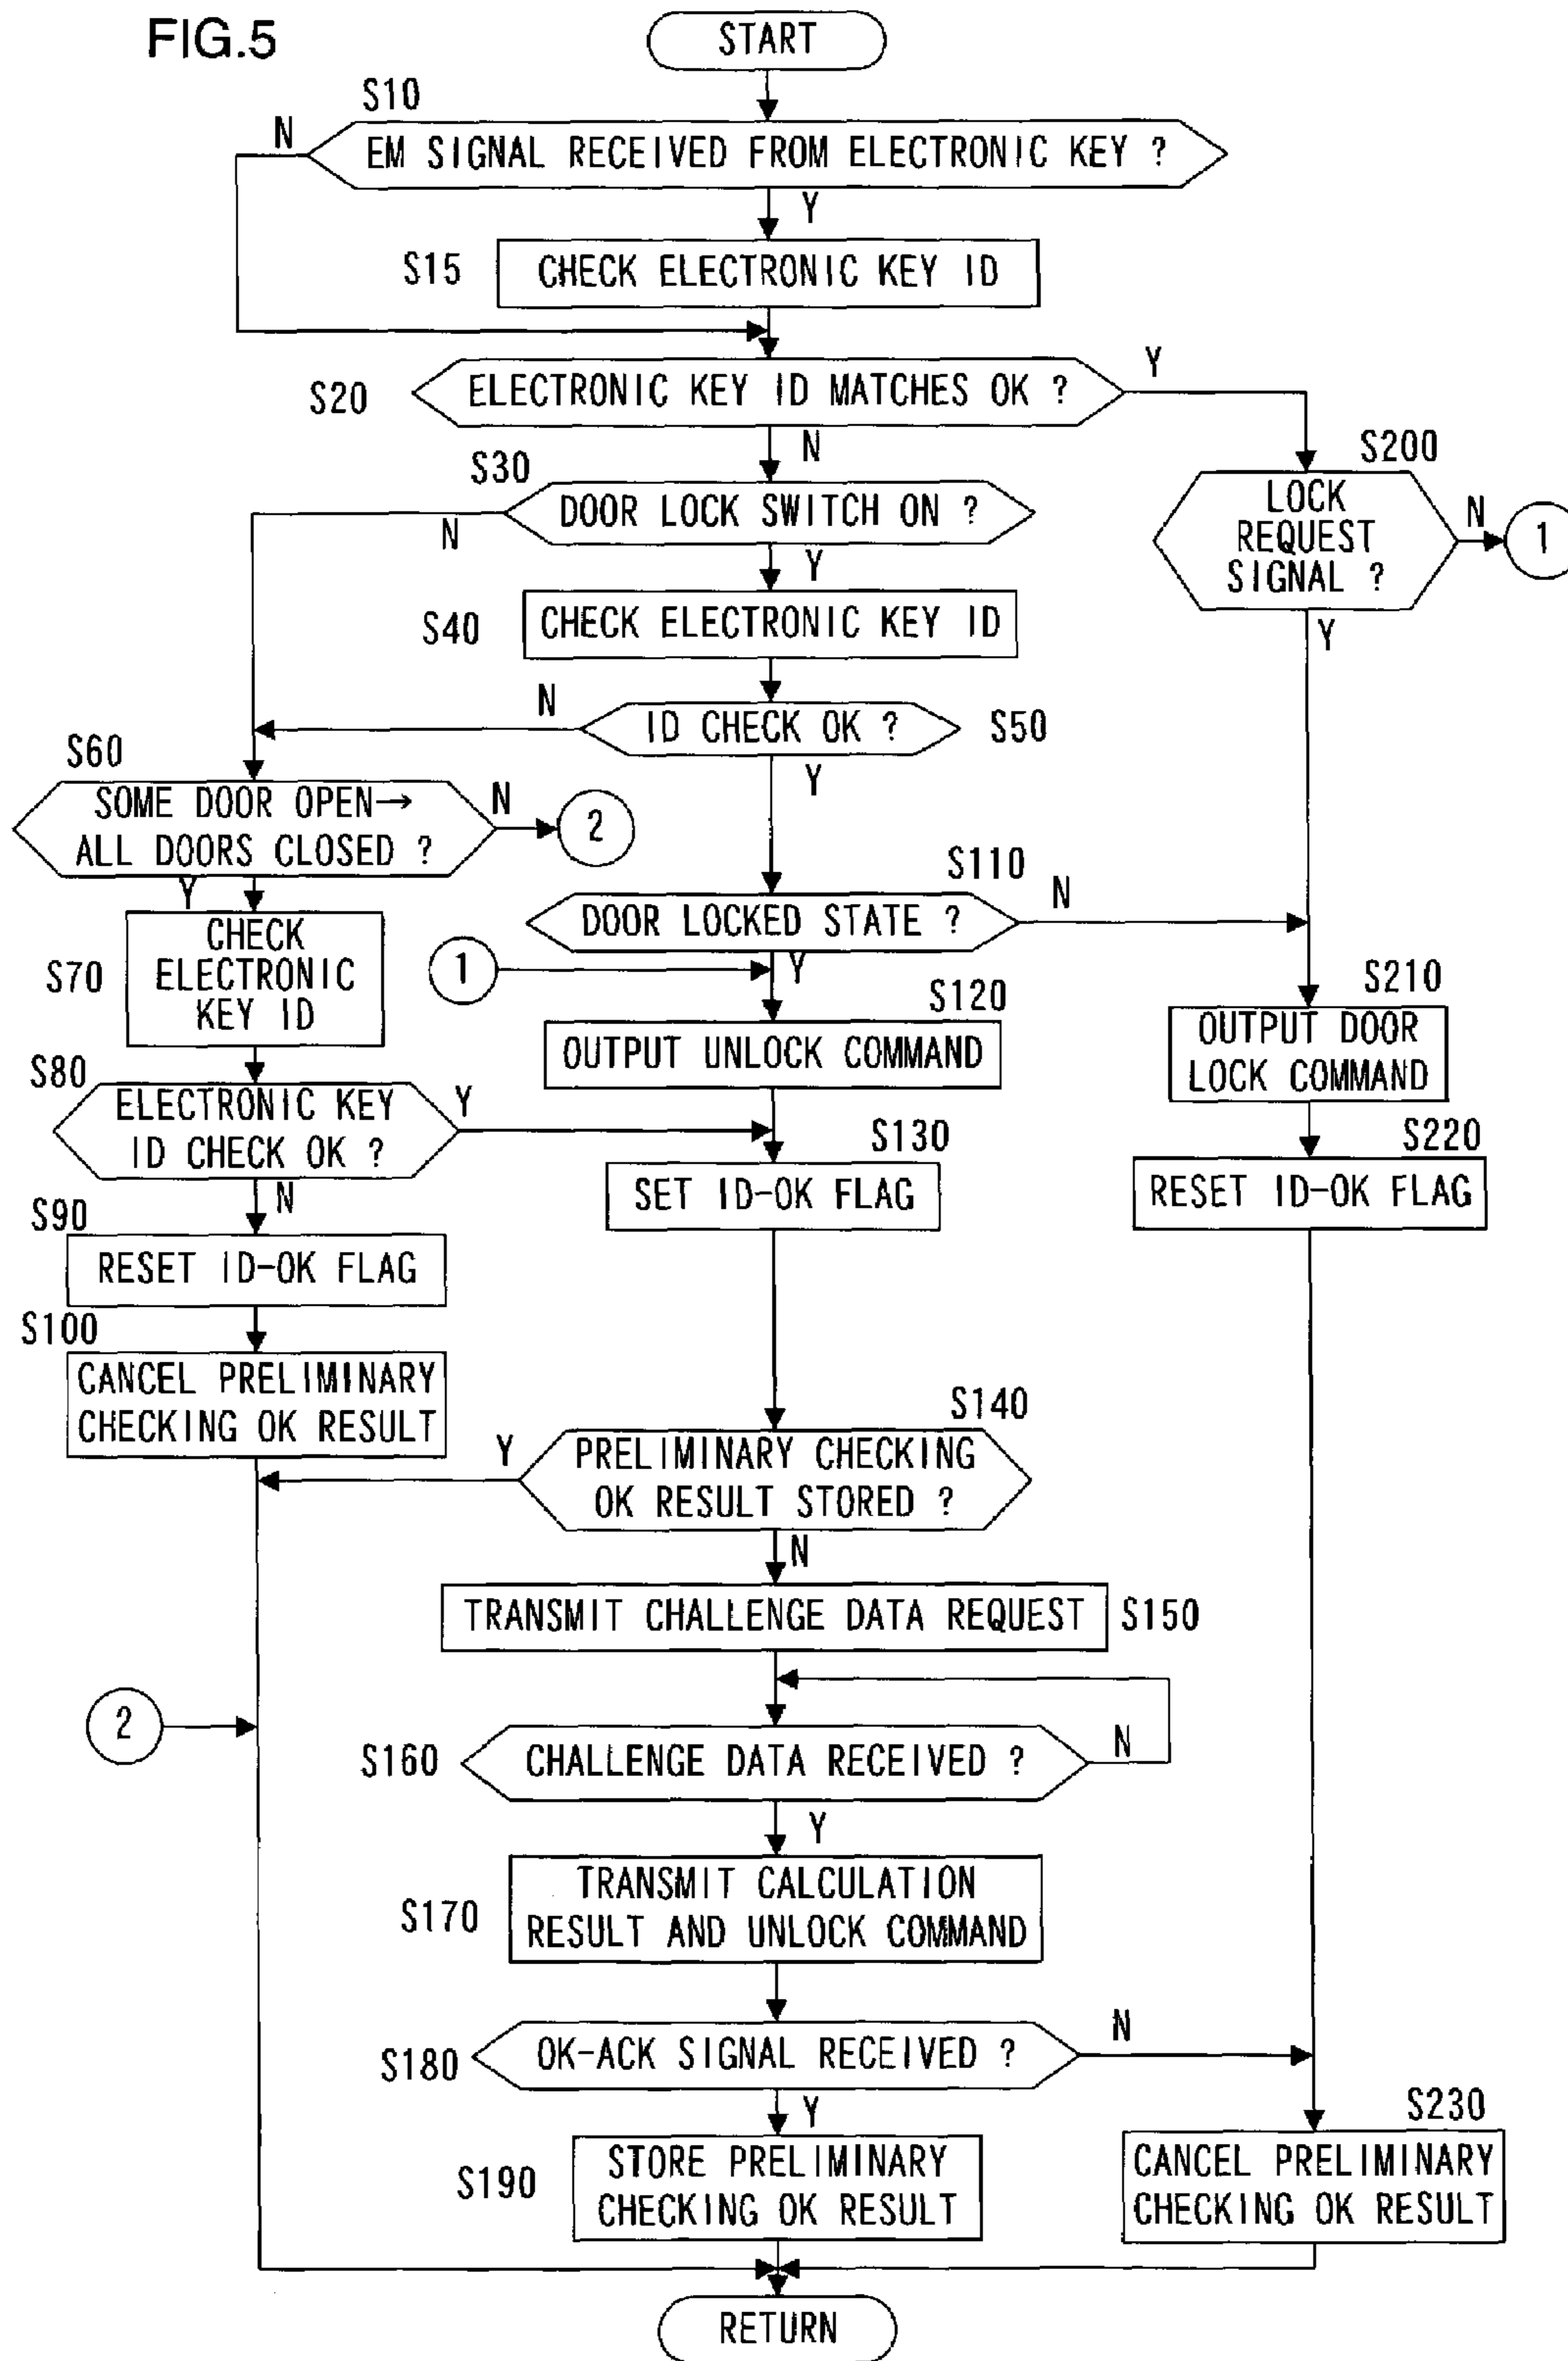 FIG.5
START
S10
N
EM SIGNAL RECEIVED FROM ELECTRONIC KEY ?
Y
S15
CHECK ELECTRONIC KEY ID
S20
ELECTRONIC KEY ID MATCHES OK ?
Y
N
S30
DOOR LOCK SWITCH ON ?
N
Y
S200
LOCK
REQUEST
SIGNAL ?
N
1
Y
S40
CHECK ELECTRONIC KEY ID
N
ID CHECK OK ?
S50
Y
S60
SOME DOOR OPEN→
ALL DOORS CLOSED ?
N
2
Y
S70
CHECK
ELECTRONIC
KEY ID
S110
DOOR LOCKED STATE ?
N
1
Y
S120
OUTPUT UNLOCK COMMAND
S210
OUTPUT DOOR
LOCK COMMAND
S80
ELECTRONIC KEY
ID CHECK OK ?
Y
N
S130
SET ID-OK FLAG
S220
RESET ID-OK FLAG
S90
RESET ID-OK FLAG
S100
CANCEL PRELIMINARY
CHECKING OK RESULT
S140
Y
PRELIMINARY CHECKING
OK RESULT STORED ?
N
TRANSMIT CHALLENGE DATA REQUEST
S150
2
S160
CHALLENGE DATA RECEIVED ?
N
Y
S170
TRANSMIT CALCULATION
RESULT AND UNLOCK COMMAND
S180
OK-ACK SIGNAL RECEIVED ?
N
Y
S190
STORE PRELIMINARY
CHECKING OK RESULT
S230
CANCEL PRELIMINARY
CHECKING OK RESULT
RETURN